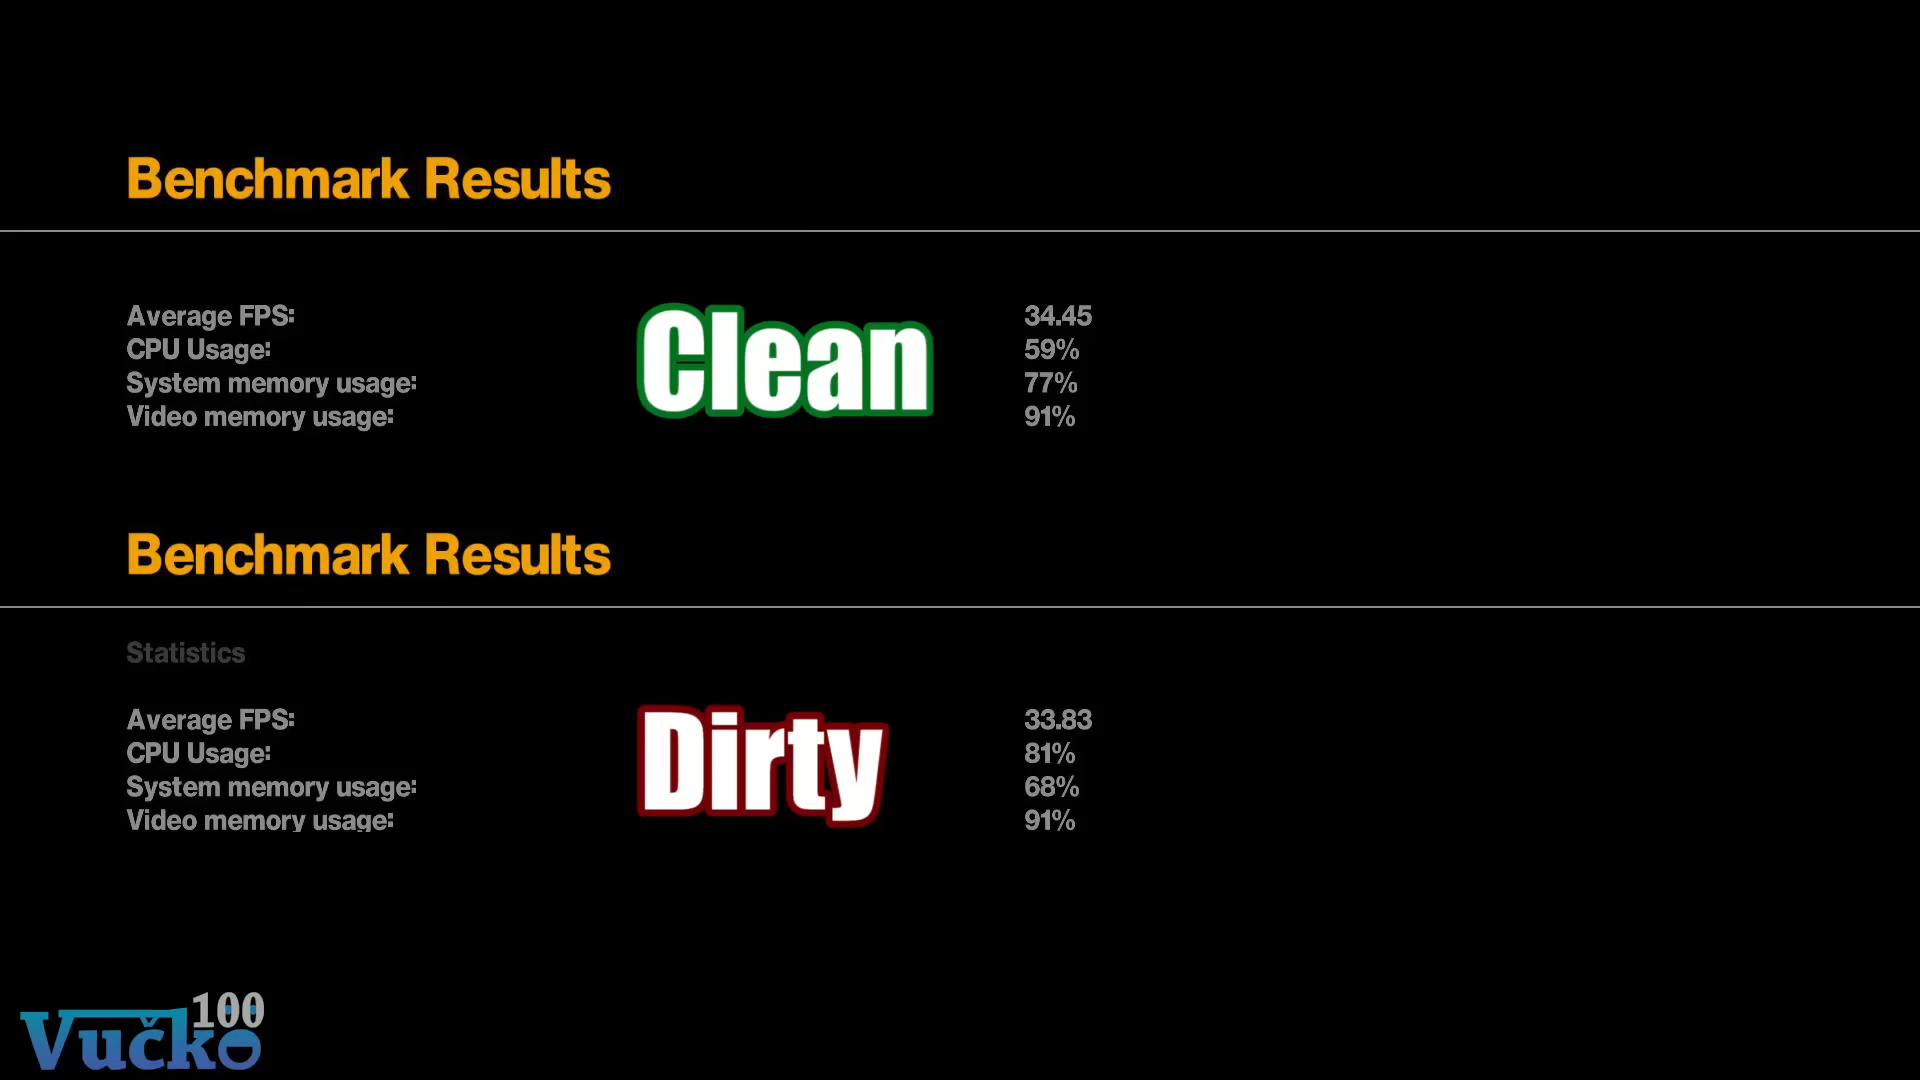 Benchmark Results
Average FPS: 34.45
CPU Usage: 59%
System memory usage: 77%
Video memory usage: 91%
Clean
Benchmark Results
Statistics
Average FPS: 33.83
CPU Usage: 81%
System memory usage: 68%
Video memory usage: 91%
Dirty
Vučko 100